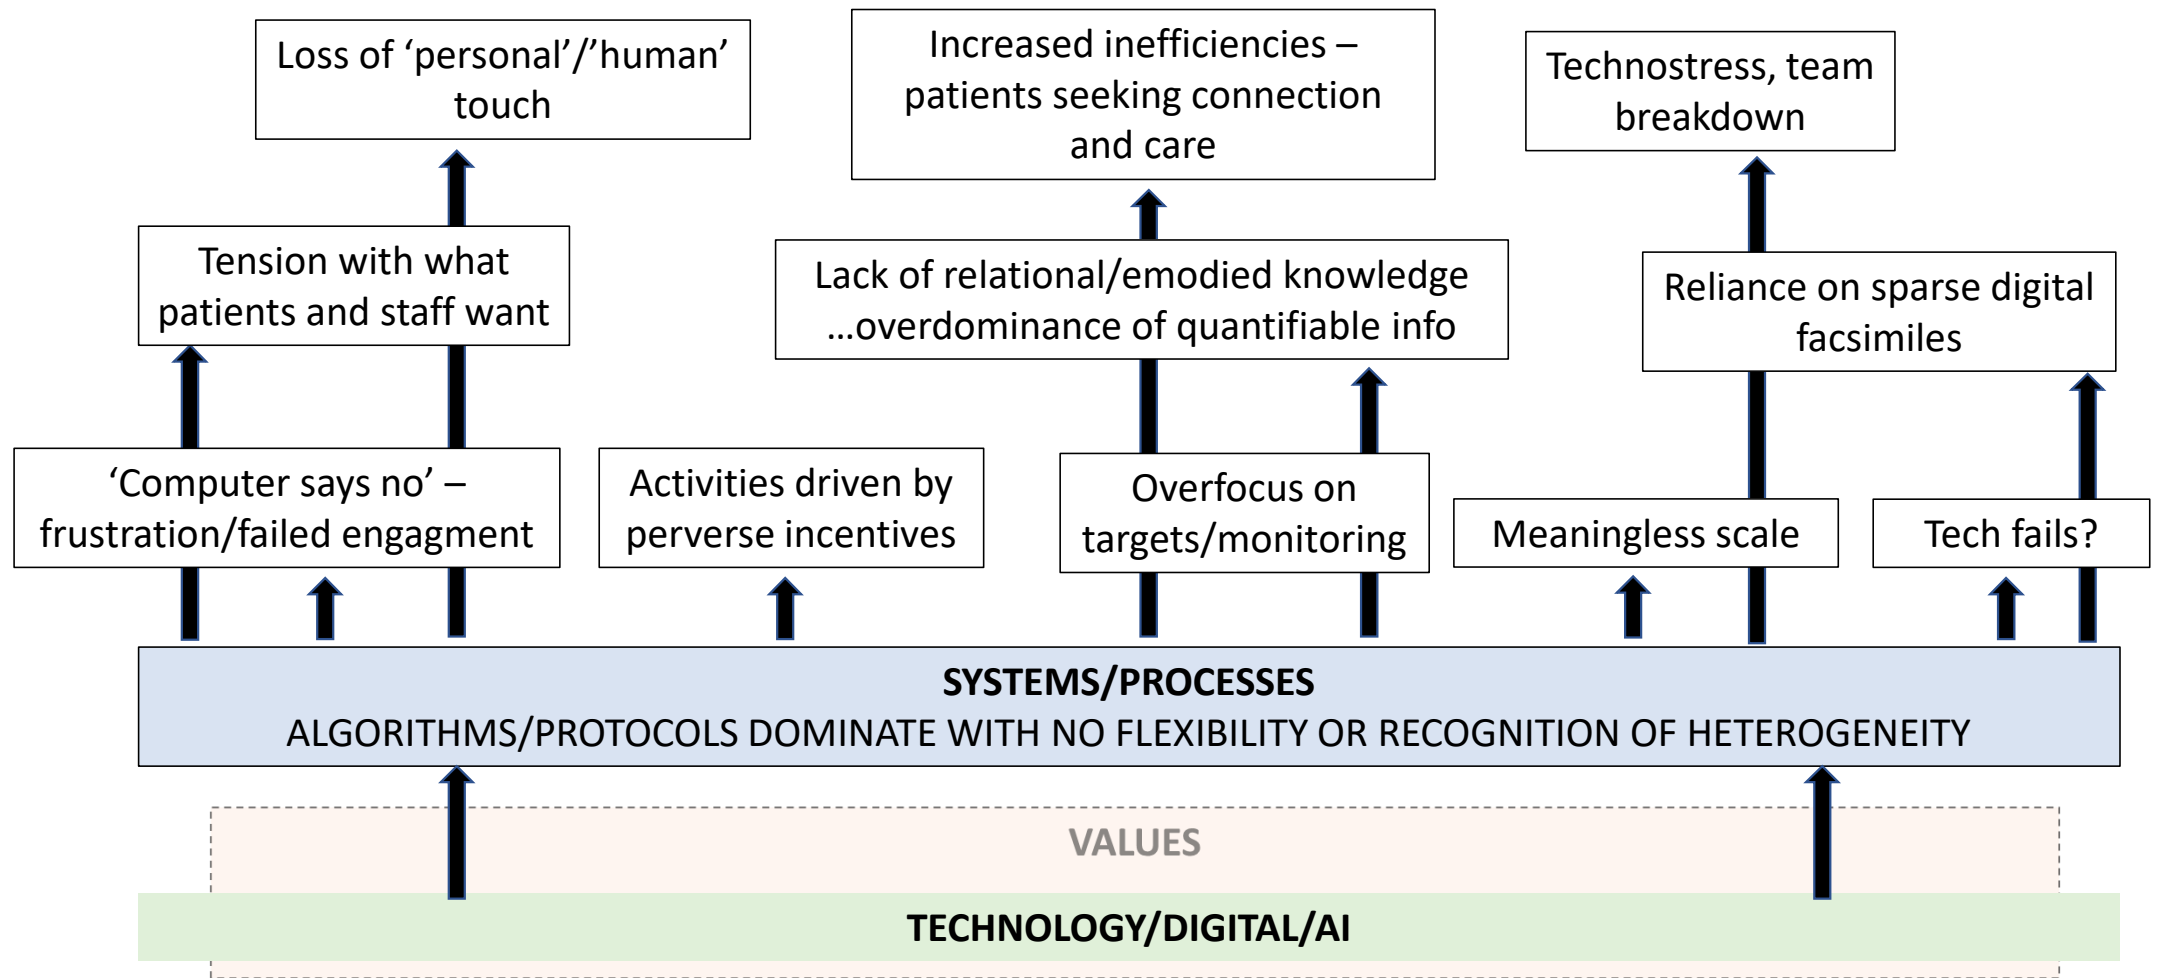 Loss of ‘personal’/’human’
touch
Increased inefficiencies –
patients seeking connection
and care
Technostress, team
breakdown
Tension with what
patients and staff want
Lack of relational/emodied knowledge
…overdominance of quantifiable info
Reliance on sparse digital
facsimiles
‘Computer says no’ –
frustration/failed engagment
Activities driven by
perverse incentives
Overfocus on
targets/monitoring
Meaningless scale
Tech fails?
SYSTEMS/PROCESSES
ALGORITHMS/PROTOCOLS DOMINATE WITH NO FLEXIBILITY OR RECOGNITION OF HETEROGENEITY
VALUES
TECHNOLOGY/DIGITAL/AI